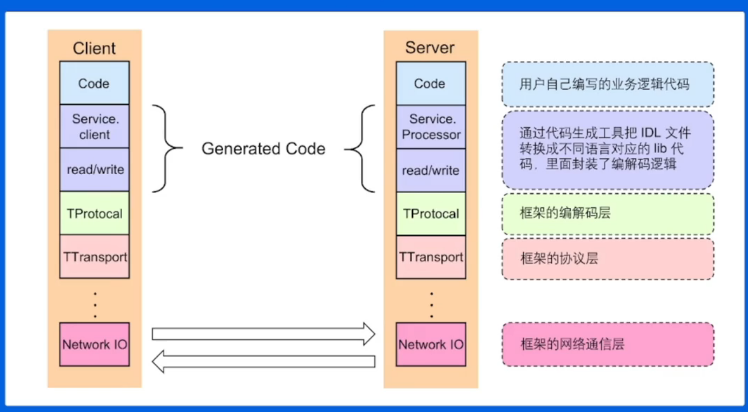 Client
Code
Service.
client
read/write
TProtocal
TTransport
Network IO
Generated Code
Server
Code
Service.
Processor
read/write
TProtocal
TTransport
Network IO
用户自己编写的业务逻辑代码
通过代码生成工具把 IDL 文件
转换成不同语言对应的 lib 代
码，里面封装了编解码逻辑
框架的编解码层
框架的协议层
框架的网络通信层